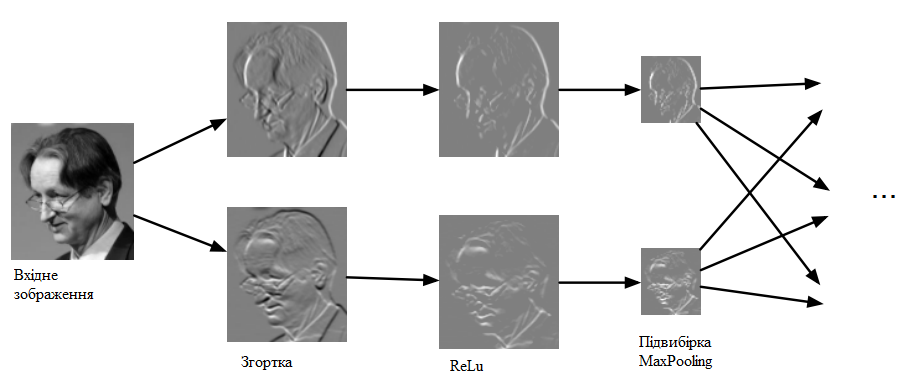 Вхідне
зображення
Згортка
ReLu
Підвибірка
MaxPooling
...